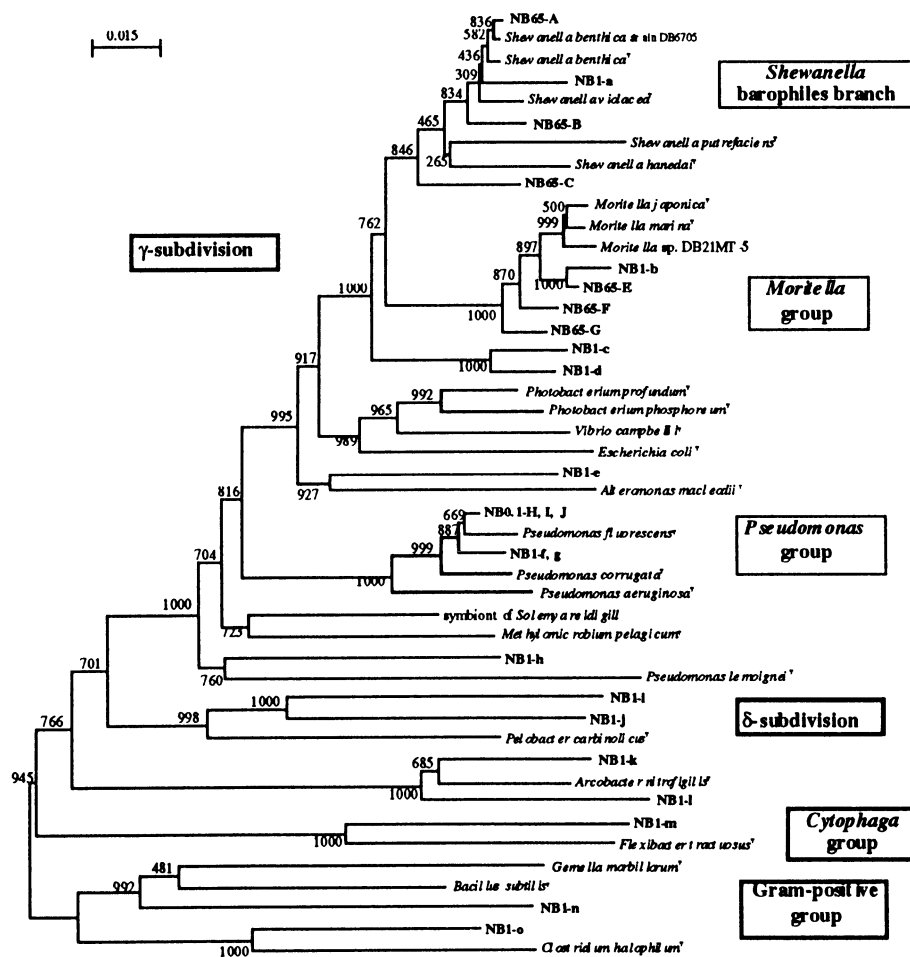 0.015
836
NB65-A
582
Shewanella benthica strain DB6705
436
Shewanella benthica T
309
NB1-a
834
Shewanella violacea T
NB65-B
465
Shewanella putrefaciens T
265
Shewanella hanedai T
846
NB65-C
Shewanella
barophiles branch
762
500
Moritella japonica T
999
Moritella marina T
Moritella sp. DB21MT-5
897
NB1-b
1000
NB65-E
870
NB65-F
1000
NB65-G
Moritella
group
γ-subdivision
1000
NB1-c
1000
NB1-d
917
992
Photobacterium profundum T
965
Photobacterium phosphoreum T
Vibrio campbellii
989
Escherichia coli T
995
NB1-e
927
Alteromonas macleodii T
816
669
NB0.1-H, I, J
887
Pseudomonas fluorescens T
999
NB1-f, g
Pseudomonas corrugata T
1000
Pseudomonas aeruginosa T
Pseudomonas
group
704
symbiont of Solemya reidi gill
723
Methylomicrobium pelagicum T
1000
NB1-h
760
Pseudomonas lemoignei T
701
1000
NB1-i
998
NB1-j
Pelobacter carbinolicus T
δ-subdivision
766
685
NB1-k
Arcobacter nitrofigilis T
1000
NB1-l
945
NB1-m
1000
Flexibacter tractuosus T
Cytophaga
group
481
Gemella morbillorum T
992
Bacillus subtilis T
NB1-n
Gram-positive
group
NB1-o
1000
Clostridium halophilum T